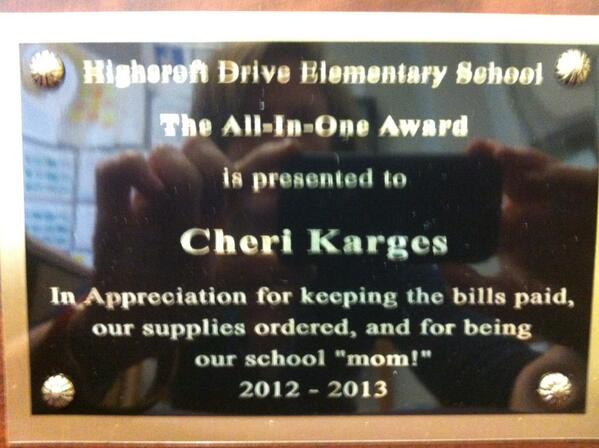 Highcroft Drive Elementary School
The All-In-One Award
is presented to
Cheri Karges
In Appreciation for keeping the bills paid,
our supplies ordered, and for being
our school "mom!"
2012 - 2013